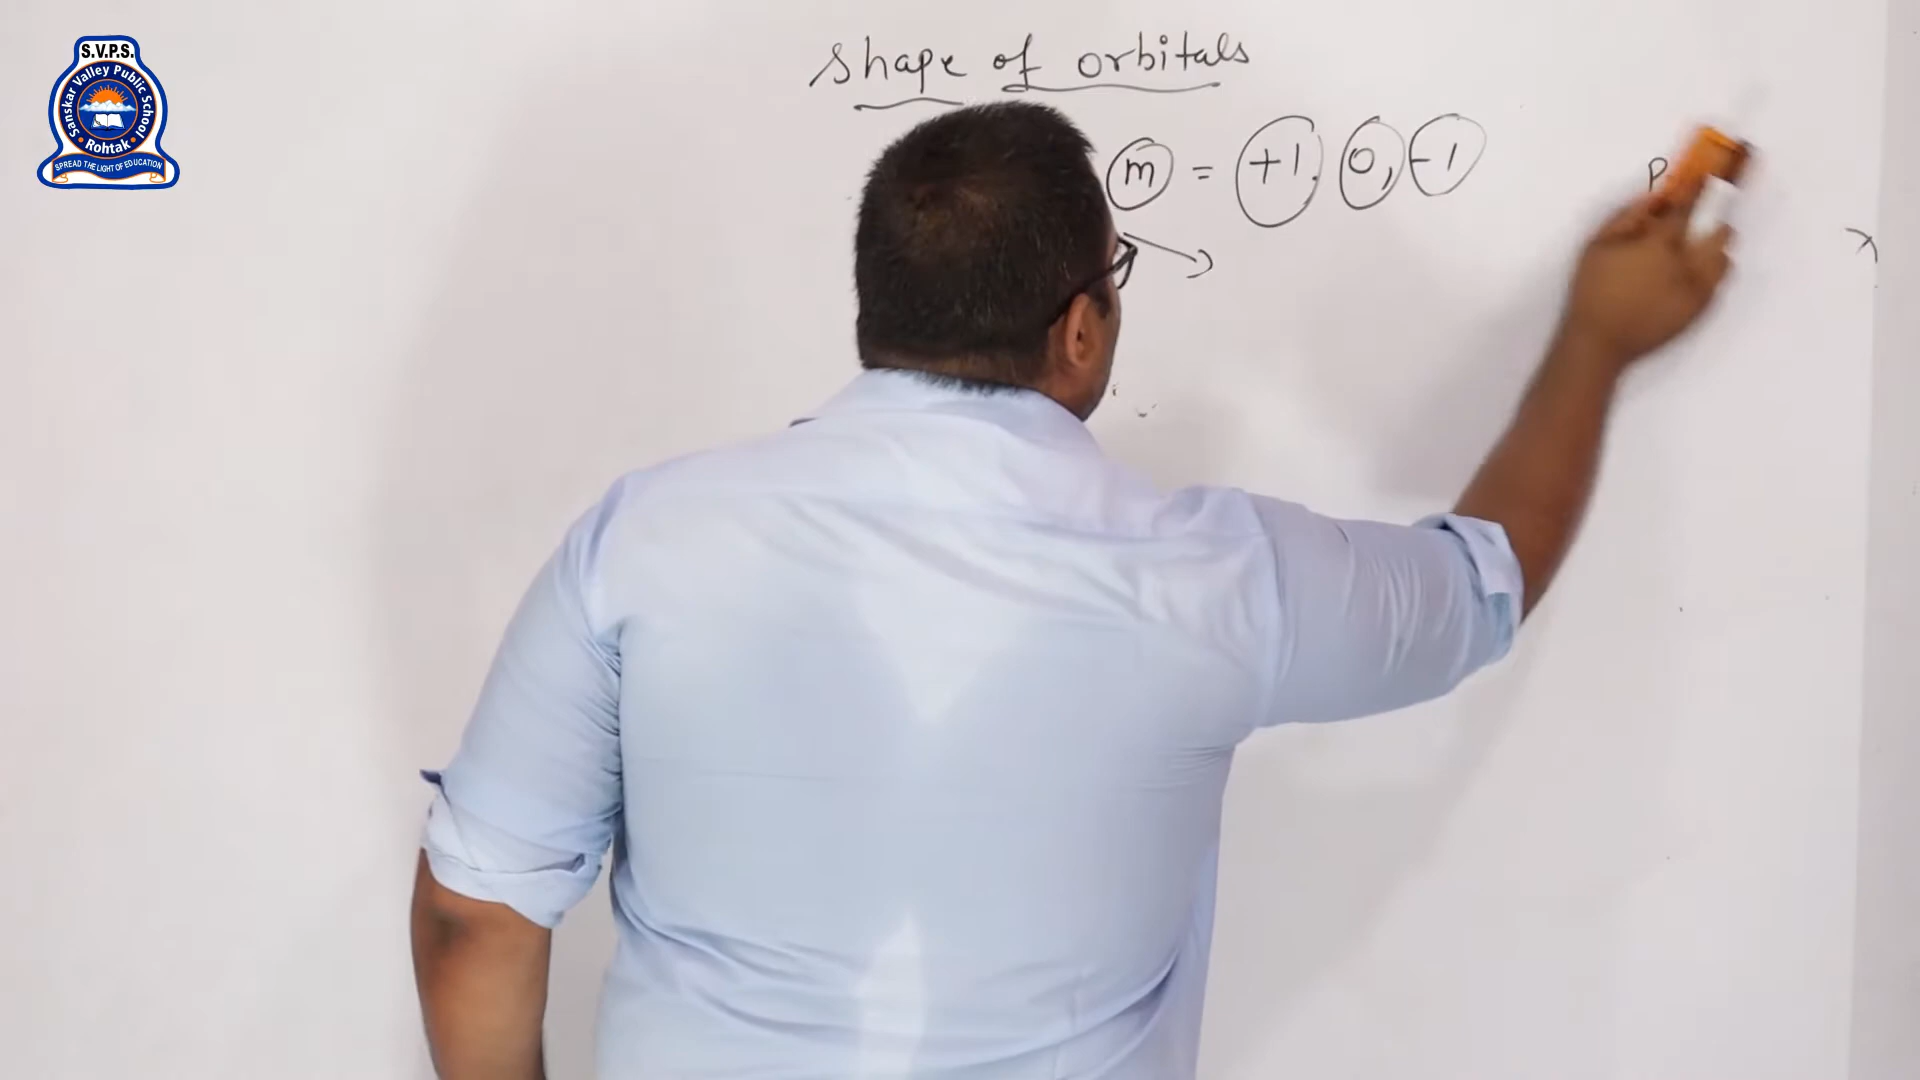 S.V.P.S.
Sanskar Valley Public School
Rohtak
SPREAD THE LIGHT OF EDUCATION
Shape of orbitals
m = +1, 0, -1
P